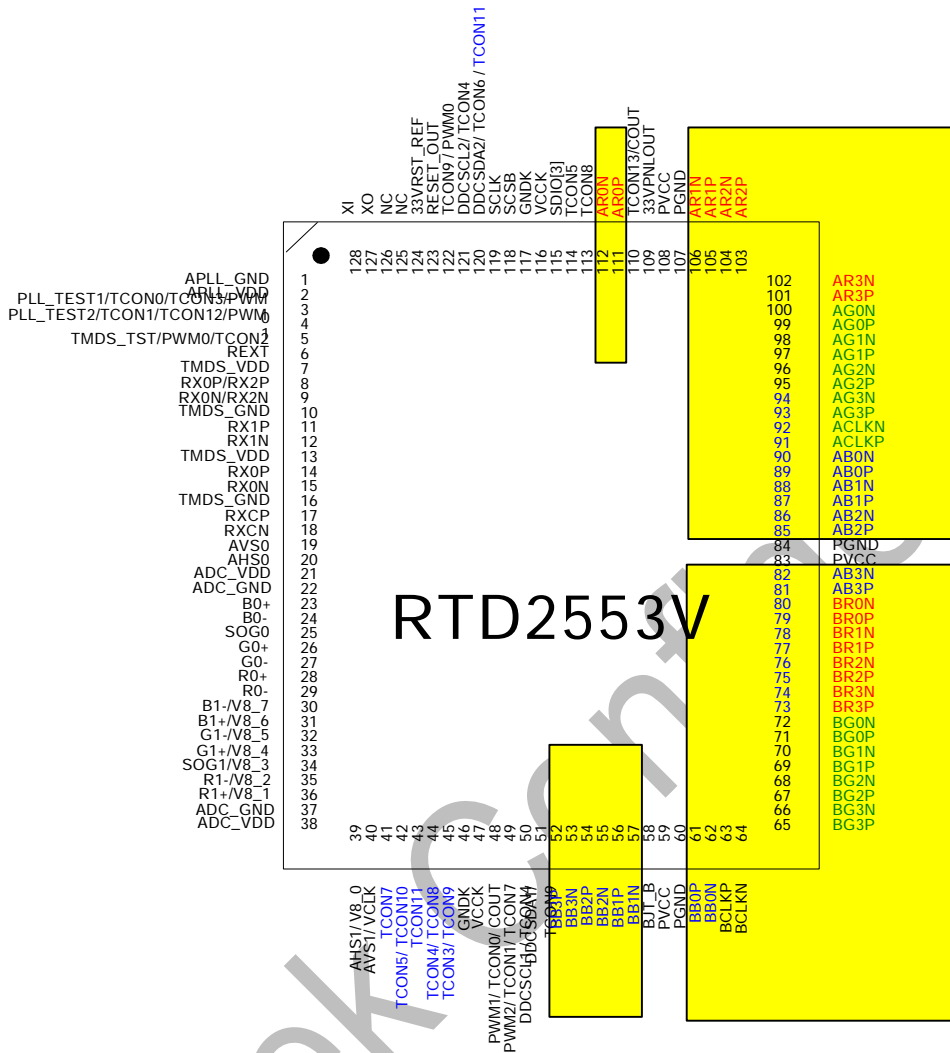 XI
XO
NC
NC
33VRST_REF
RESET_OUT
TCON9 / PWM0
DDCSCL2/ TCON4
DDCSDA2/ TCON6 / TCON11
SCLK
SCSB
GNDK
VCCK
SDIO[3]
TCON5
TCON8
AR0N
AR0P
TCON13/COUT
33VPNLOUT
PVCC
PGND
AR1N
AR1P
AR2N
AR2P
128
127
126
125
124
123
122
121
120
119
118
117
116
115
114
113
112
111
110
109
108
107
106
105
104
103
APLL_GND 1
APLL_VDD 2
PLL_TEST1/TCON0/TCON3/PWM0 3
PLL_TEST2/TCON1/TCON12/PWM1 4
TMDS_TST/PWM0/TCON2 5
REXT 6
TMDS_VDD 7
RX0P/RX2P 8
RX0N/RX2N 9
TMDS_GND 10
RX1P 11
RX1N 12
TMDS_VDD 13
RX0P 14
RX0N 15
TMDS_GND 16
RXCP 17
RXCN 18
AVS0 19
AHS0 20
ADC_VDD 21
ADC_GND 22
B0+ 23
B0- 24
SOG0 25
G0+ 26
G0- 27
R0+ 28
R0- 29
B1-/V8_7 30
B1+/V8_6 31
G1-/V8_5 32
G1+/V8_4 33
SOG1/V8_3 34
R1-/V8_2 35
R1+/V8_1 36
ADC_GND 37
ADC_VDD 38
RTD2553V
102 AR3N
101 AR3P
100 AG0N
99 AG0P
98 AG1N
97 AG1P
96 AG2N
95 AG2P
94 AG3N
93 AG3P
92 ACLKN
91 ACLKP
90 AB0N
89 AB0P
88 AB1N
87 AB1P
86 AB2N
85 AB2P
84 PGND
83 PVCC
82 AB3N
81 AB3P
80 BR0N
79 BR0P
78 BR1N
77 BR1P
76 BR2N
75 BR2P
74 BR3N
73 BR3P
72 BG0N
71 BG0P
70 BG1N
69 BG1P
68 BG2N
67 BG2P
66 BG3N
65 BG3P
39
40
41
42
43
44
45
46
47
48
49
50
51
52
53
54
55
56
57
58
59
60
61
62
63
64
AHS1/ V8_0
AVS1/ VCLK
TCON7
TCON5/ TCON10
TCON11
TCON4/ TCON8
TCON3/ TCON9
GNDK
VCCK
PWM1/ TCON0/ COUT
PWM2/ TCON1/ TCON7
DDCSCL1/ TCON4
DDCSDA1/
TCON9
BB3P
BB3N
BB2P
BB2N
BB1P
BB1N
BJT_B
PVCC
PGND
BB0P
BB0N
BCLKP
BCLKN